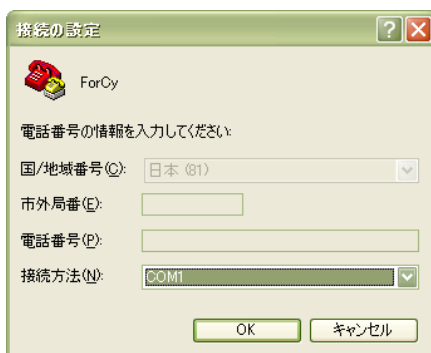 接続の設定
ForCy
電話番号の情報を入力してください:
国/地域番号(C): 日本 (81)
市外局番(E):
電話番号(P):
接続方法(N): COM1
OK キャンセル